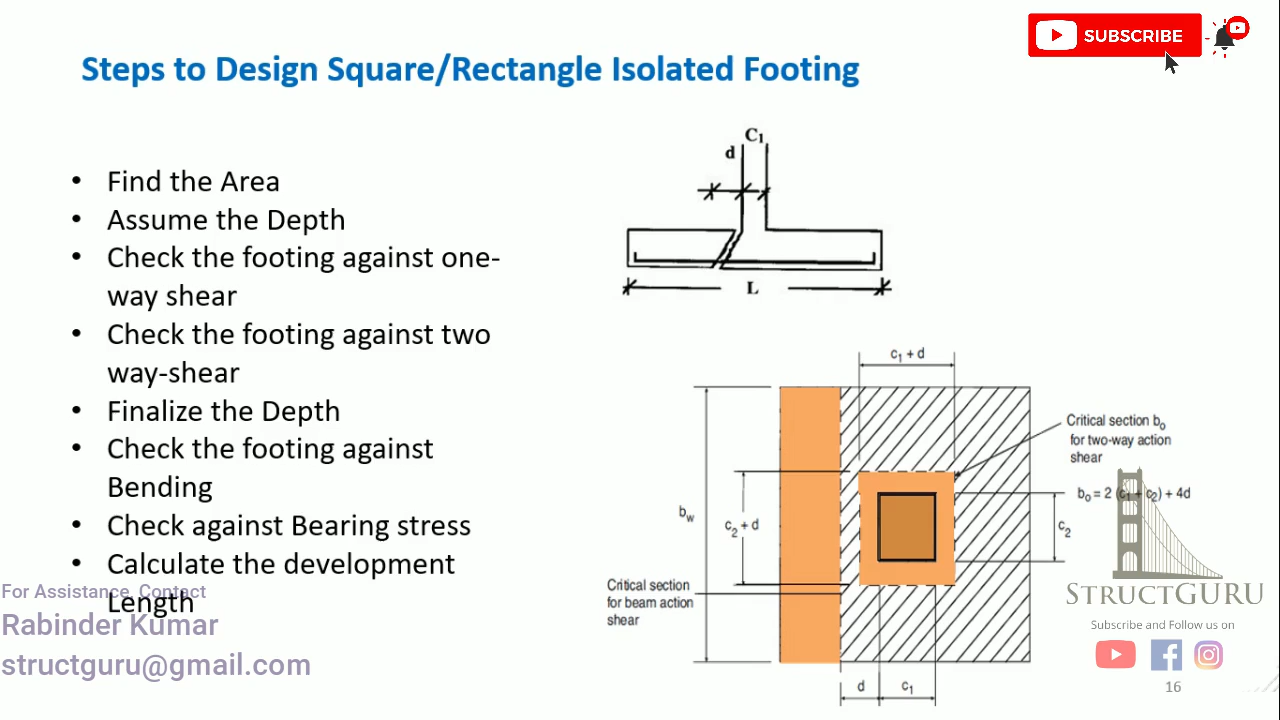 SUBSCRIBE
Steps to Design Square/Rectangle Isolated Footing
• Find the Area
• Assume the Depth
• Check the footing against one-
way shear
• Check the footing against two
way-shear
• Finalize the Depth
• Check the footing against
Bending
• Check against Bearing stress
• Calculate the development
Length
For Assistance, Contact
Rabinder Kumar
structguru@gmail.com
C₁
d
L
c₁ + d
Critical section b₀
for two-way action
shear
b₀ = 2 (c₁ + c₂) + 4d
b_w
c₂ + d
c₂
Critical section
for beam action
shear
d
c₁
STRUCTGURU
Subscribe and Follow us on
16